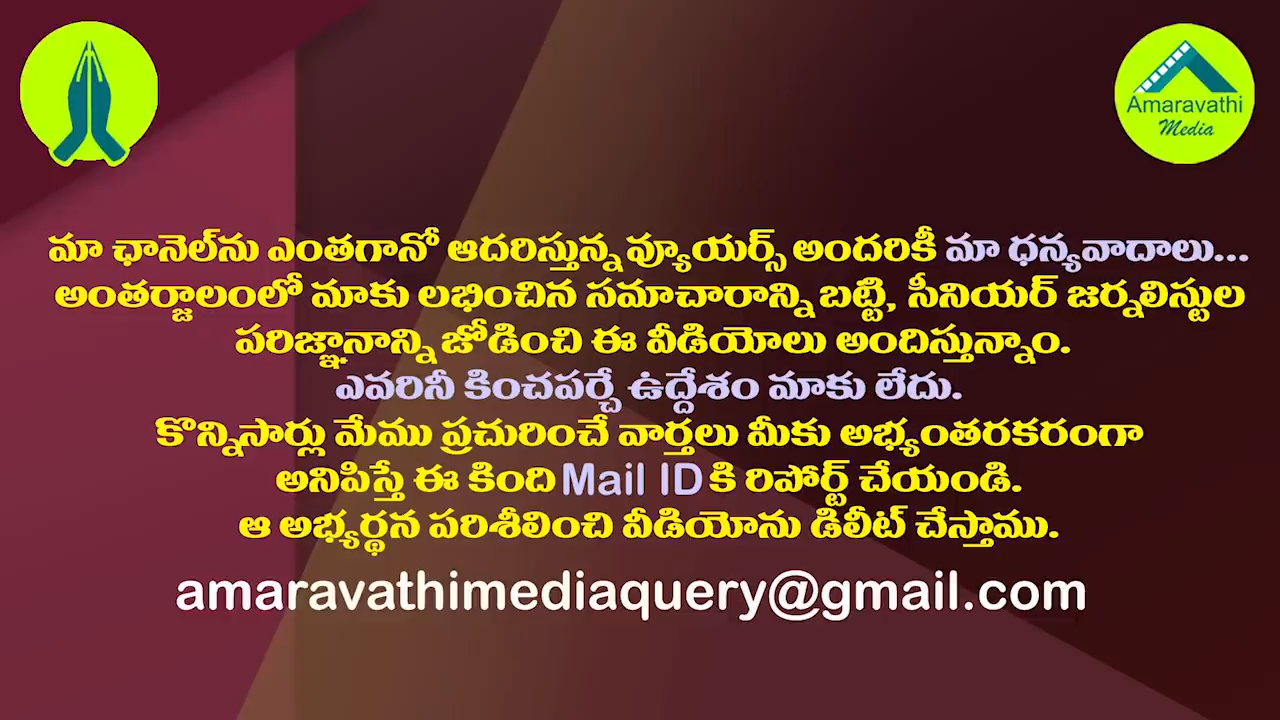 Amaravathi
Media
మా ఛానెల్‌ను ఎంతగానో ఆదరిస్తున్న వ్యూయర్స్ అందరికీ మా ధన్యవాదాలు...
అంతర్జాలంలో మాకు లభించిన సమాచారాన్ని బట్టి, సీనియర్ జర్నలిస్టుల
పరిజ్ఞానాన్ని జోడించి ఈ వీడియోలు అందిస్తున్నాం.
ఎవరినీ కించపర్చే ఉద్దేశం మాకు లేదు.
కొన్నిసార్లు మేము ప్రచురించే వార్తలు మీకు అభ్యంతరకరంగా
అనిపిస్తే ఈ కింది Mail ID కి రిపోర్ట్ చేయండి.
ఆ అభ్యర్థన పరిశీలించి వీడియోను డిలీట్ చేస్తాము.
amaravathimediaquery@gmail.com